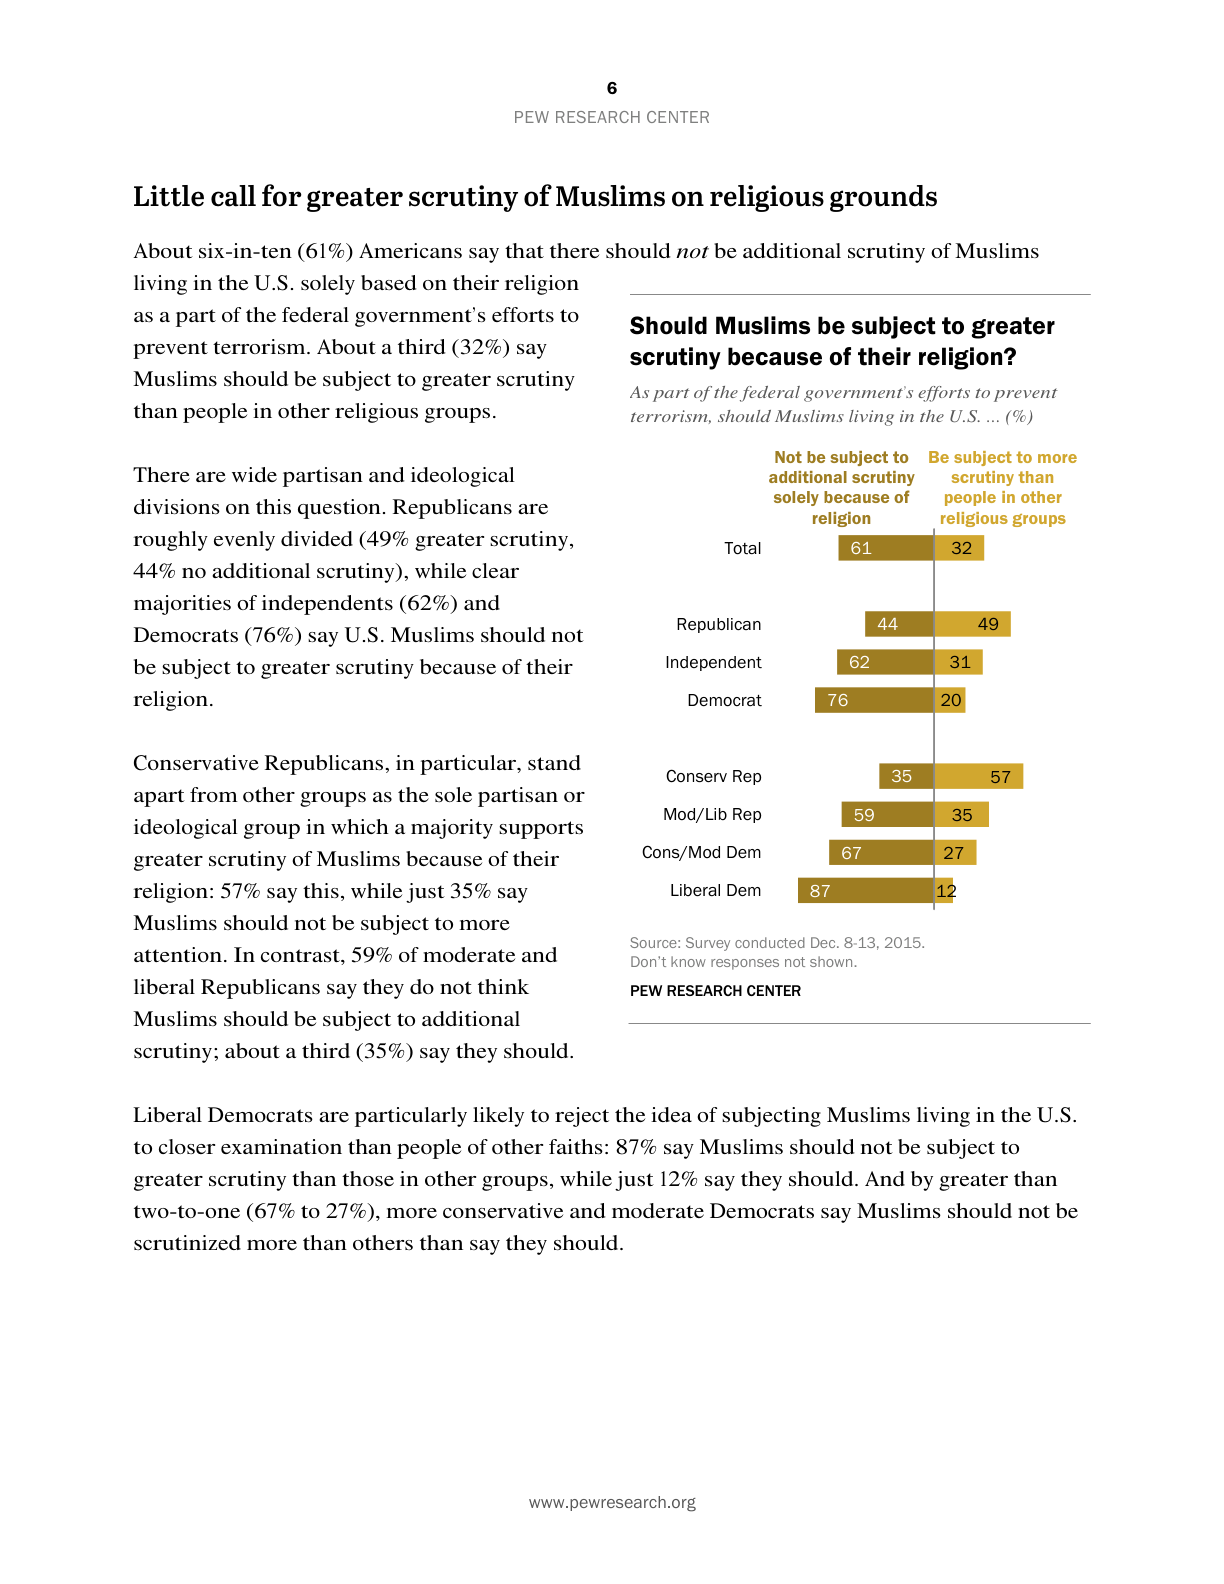 6
PEW RESEARCH CENTER
Little call for greater scrutiny of Muslims on religious grounds
About six-in-ten (61%) Americans say that there should not be additional scrutiny of Muslims
living in the U.S. solely based on their religion
as a part of the federal government's efforts to
prevent terrorism. About a third (32%) say
Muslims should be subject to greater scrutiny
than people in other religious groups.
There are wide partisan and ideological
divisions on this question. Republicans are
roughly evenly divided (49% greater scrutiny,
44% no additional scrutiny), while clear
majorities of independents (62%) and
Democrats (76%) say U.S. Muslims should not
be subject to greater scrutiny because of their
religion.
Conservative Republicans, in particular, stand
apart from other groups as the sole partisan or
ideological group in which a majority supports
greater scrutiny of Muslims because of their
religion: 57% say this, while just 35% say
Muslims should not be subject to more
attention. In contrast, 59% of moderate and
liberal Republicans say they do not think
Muslims should be subject to additional
scrutiny; about a third (35%) say they should.
Should Muslims be subject to greater
scrutiny because of their religion?
As part of the federal government's efforts to prevent
terrorism, should Muslims living in the U.S. ... (%)
Not be subject to
additional scrutiny
solely because of
religion
Be subject to more
scrutiny than
people in other
religious groups
Total 61 32
Republican 44 49
Independent 62 31
Democrat 76 20
Conserv Rep 35 57
Mod/Lib Rep 59 35
Cons/Mod Dem 67 27
Liberal Dem 87 12
Source: Survey conducted Dec. 8-13, 2015.
Don't know responses not shown.
PEW RESEARCH CENTER
Liberal Democrats are particularly likely to reject the idea of subjecting Muslims living in the U.S.
to closer examination than people of other faiths: 87% say Muslims should not be subject to
greater scrutiny than those in other groups, while just 12% say they should. And by greater than
two-to-one (67% to 27%), more conservative and moderate Democrats say Muslims should not be
scrutinized more than others than say they should.
www.pewresearch.org